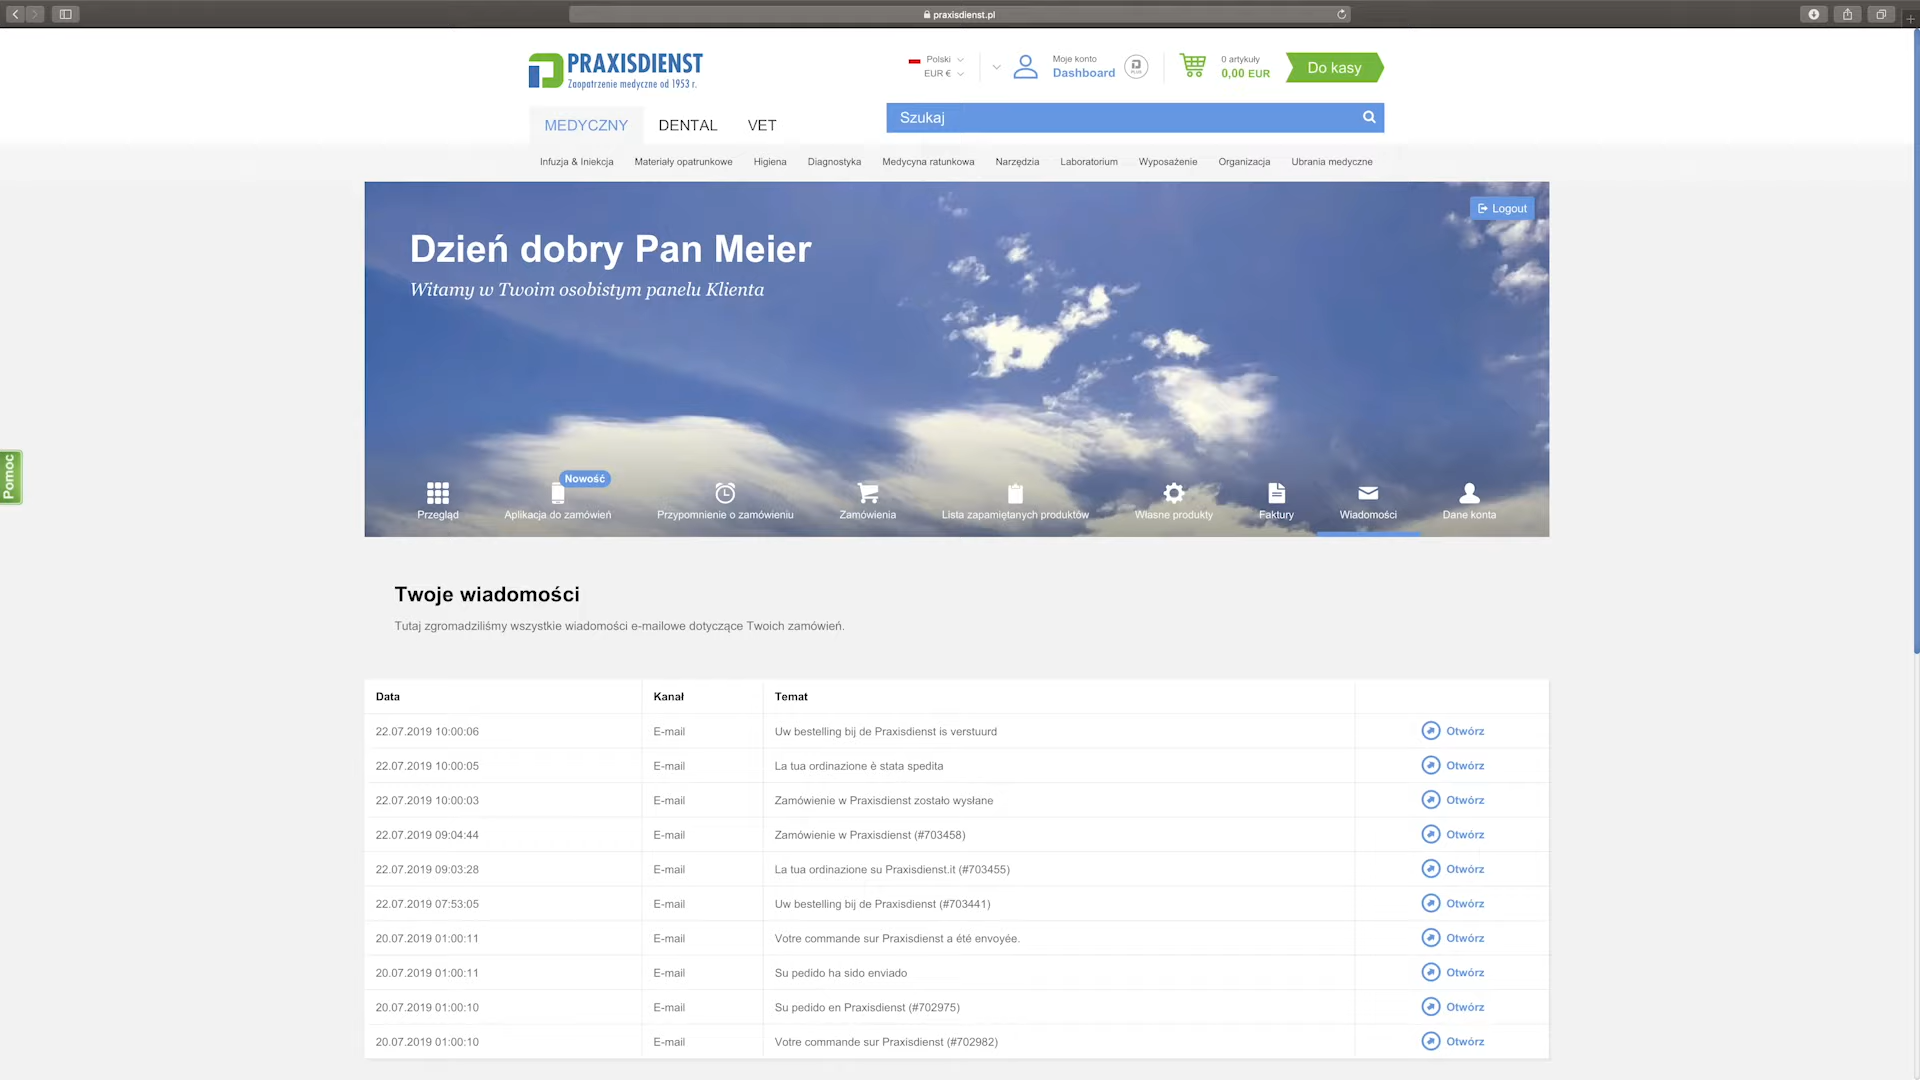 praxisdienst.pl
PRAXISDIENST
Zaopatrzenie medyczne od 1953 r.
Polski
EUR €
Moje konto
Dashboard
PLUS
0 artykuły
0,00 EUR
Do kasy
MEDYCZNY DENTAL VET
Szukaj
Infuzja & Iniekcja Materiały opatrunkowe Higiena Diagnostyka Medycyna ratunkowa Narzędzia Laboratorium Wyposażenie Organizacja Ubrania medyczne
Logout
Dzień dobry Pan Meier
Witamy w Twoim osobistym panelu Klienta
Pomoc
Nowość
Przegląd Aplikacja do zamówień Przypomnienie o zamówieniu Zamówienia Lista zapamiętanych produktów Własne produkty Faktury Wiadomości Dane konta
Twoje wiadomości
Tutaj zgromadziliśmy wszystkie wiadomości e-mailowe dotyczące Twoich zamówień.
Data Kanał Temat
22.07.2019 10:00:06 E-mail Uw bestelling bij de Praxisdienst is verstuurd Otwórz
22.07.2019 10:00:05 E-mail La tua ordinazione è stata spedita Otwórz
22.07.2019 10:00:03 E-mail Zamówienie w Praxisdienst zostało wysłane Otwórz
22.07.2019 09:04:44 E-mail Zamówienie w Praxisdienst (#703458) Otwórz
22.07.2019 09:03:28 E-mail La tua ordinazione su Praxisdienst.it (#703455) Otwórz
22.07.2019 07:53:05 E-mail Uw bestelling bij de Praxisdienst (#703441) Otwórz
20.07.2019 01:00:11 E-mail Votre commande sur Praxisdienst a été envoyée. Otwórz
20.07.2019 01:00:11 E-mail Su pedido ha sido enviado Otwórz
20.07.2019 01:00:10 E-mail Su pedido en Praxisdienst (#702975) Otwórz
20.07.2019 01:00:10 E-mail Votre commande sur Praxisdienst (#702982) Otwórz